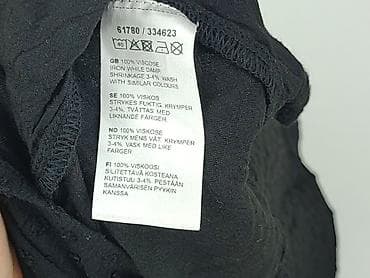 61780 / 334623
GB 100% VISCOSE
IRON WHILE DAMP
SHRINKAGE 3-4% WASH
WITH SIMILAR COLOURS
SE 100% VISKOS
STRYKES FUKTIG. KRYMPER
3-4%. TVÄTTAS MED
LIKNANDE FÄRGER
NO 100% VISKOSE
STRYK MENS VÅT. KRYMPER
3-4%. VASK MED LIKE
FARGER
FI 100% VISKOOSI
SILITETTÄVÄ KOSTEANA
KUTISTUU 3-4%. PESTÄÄN
SAMANVÄRISEN PYYKIN
KANSSA